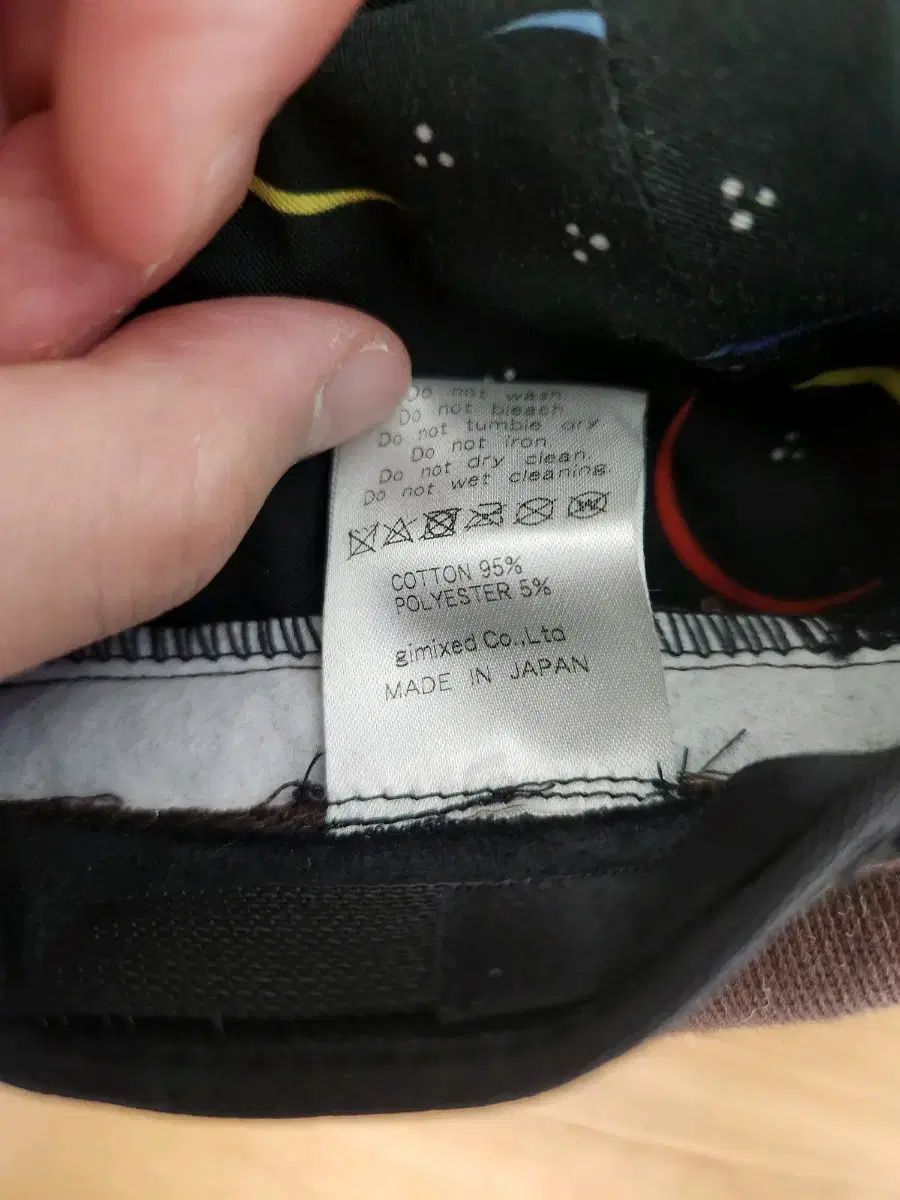 Do not wash
Do not bleach
Do not tumble dry
Do not iron
Do not dry clean.
Do not wet cleaning.
COTTON 95%
POLYESTER 5%
gimixed Co.,Ltd
MADE IN JAPAN